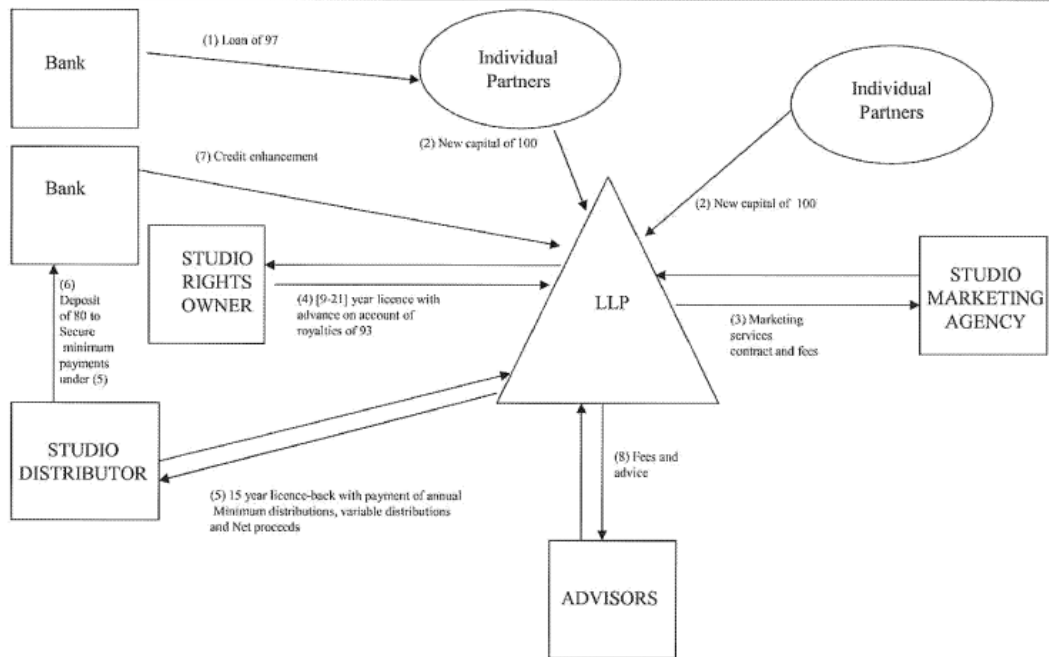 Bank
(1) Loan of 97
Individual
Partners
Individual
Partners
(2) New capital of 100
(7) Credit enhancement
Bank
(2) New capital of 100
STUDIO
RIGHTS
OWNER
LLP
STUDIO
MARKETING
AGENCY
(6)
Deposit
of 80 to
Secure
minimum
payments
under (5)
(4) [9-21] year licence with
advance on account of
royalties of 93
(3) Marketing
services
contract and fees
STUDIO
DISTRIBUTOR
(8) Fees and
advice
(5) 15 year licence-back with payment of annual
Minimum distributions, variable distributions
and Net proceeds
ADVISORS